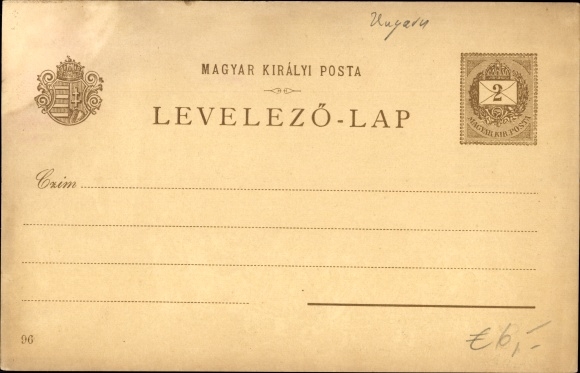 Ungarn
MAGYAR KIRÁLYI POSTA
LEVELEZŐ-LAP
2
MAGYAR KIR. POSTA
Czim
96
€ 6,-